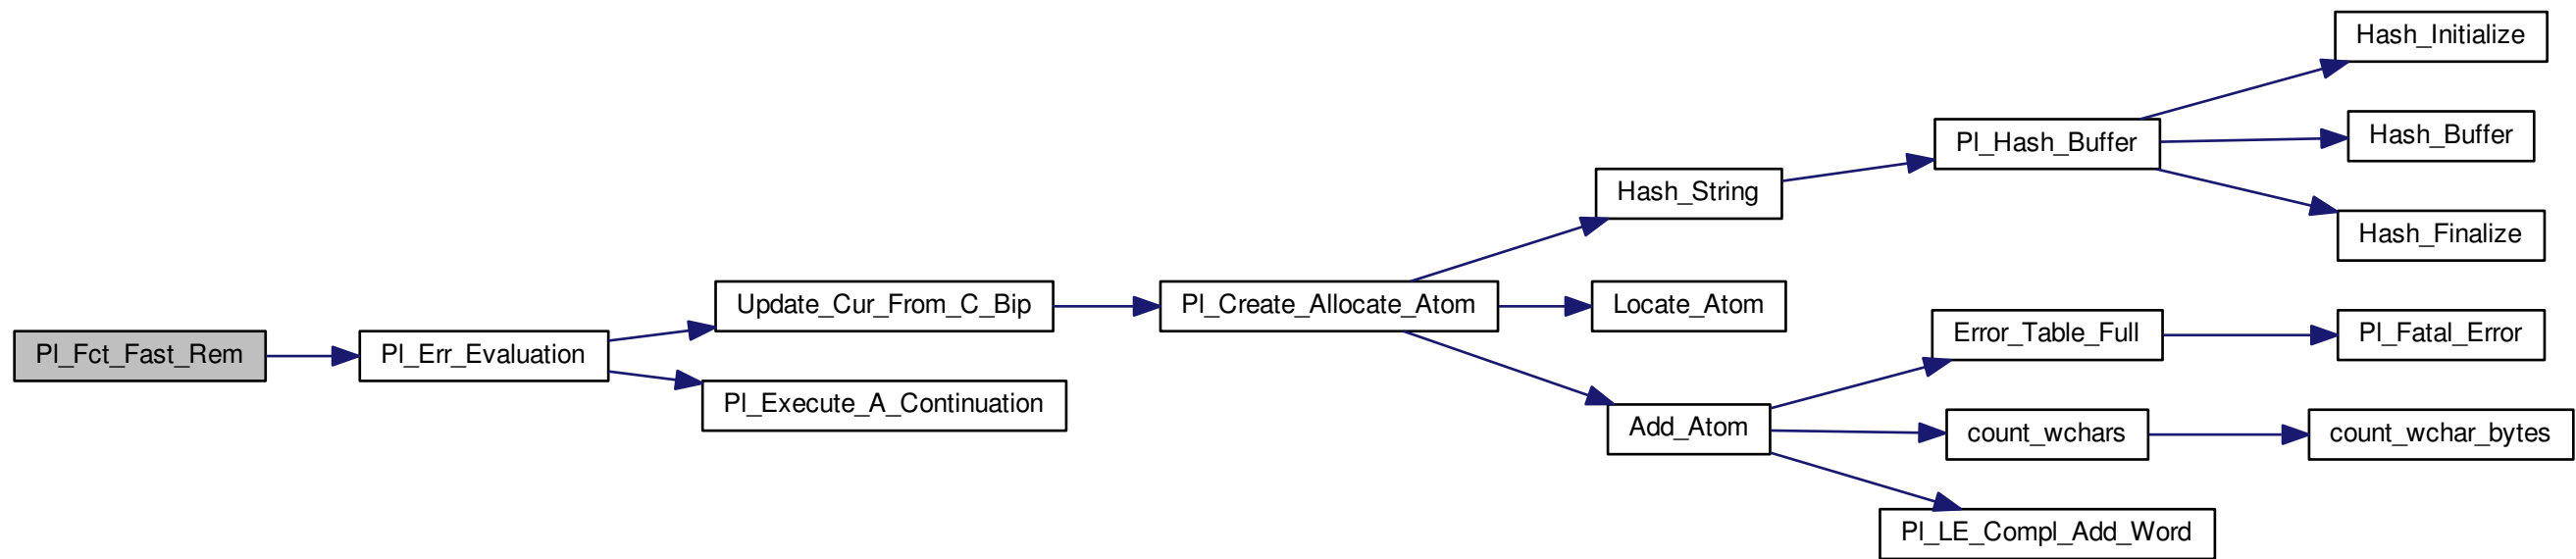 Hash_Initialize
Hash_Buffer
Pl_Hash_Buffer
Hash_String
Hash_Finalize
Update_Cur_From_C_Bip
Pl_Create_Allocate_Atom
Locate_Atom
Pl_Fct_Fast_Rem
Pl_Err_Evaluation
Error_Table_Full
Pl_Fatal_Error
Pl_Execute_A_Continuation
Add_Atom
count_wchars
count_wchar_bytes
Pl_LE_Compl_Add_Word